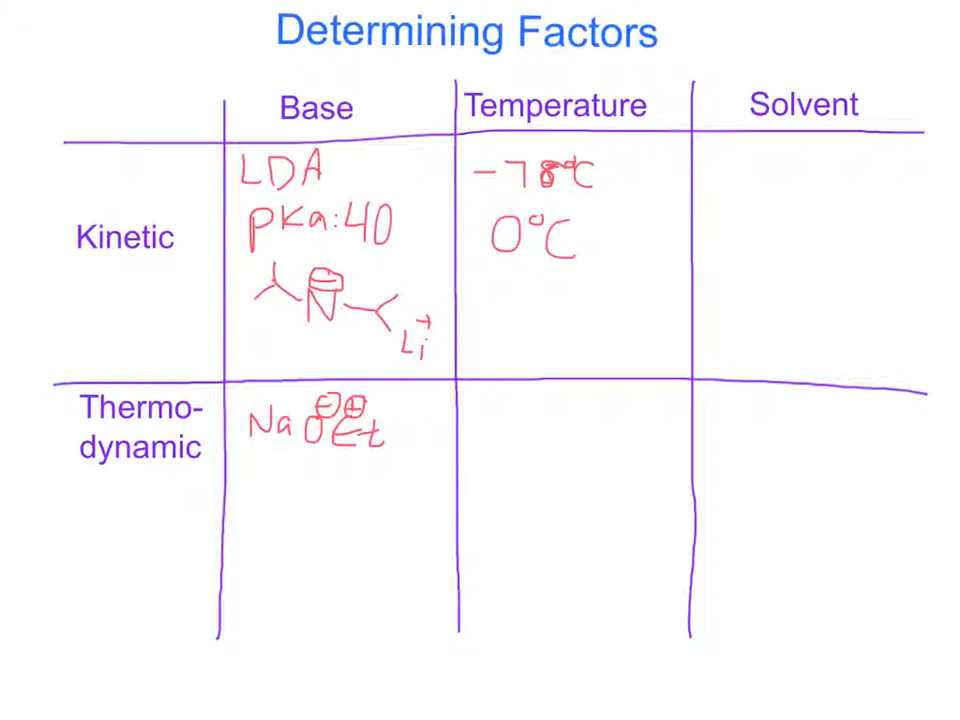 Determining Factors
Base Temperature Solvent
Kinetic
LDA
pKa:40
N
Li+
-78°C
0°C
Thermo-
dynamic
NaOEt